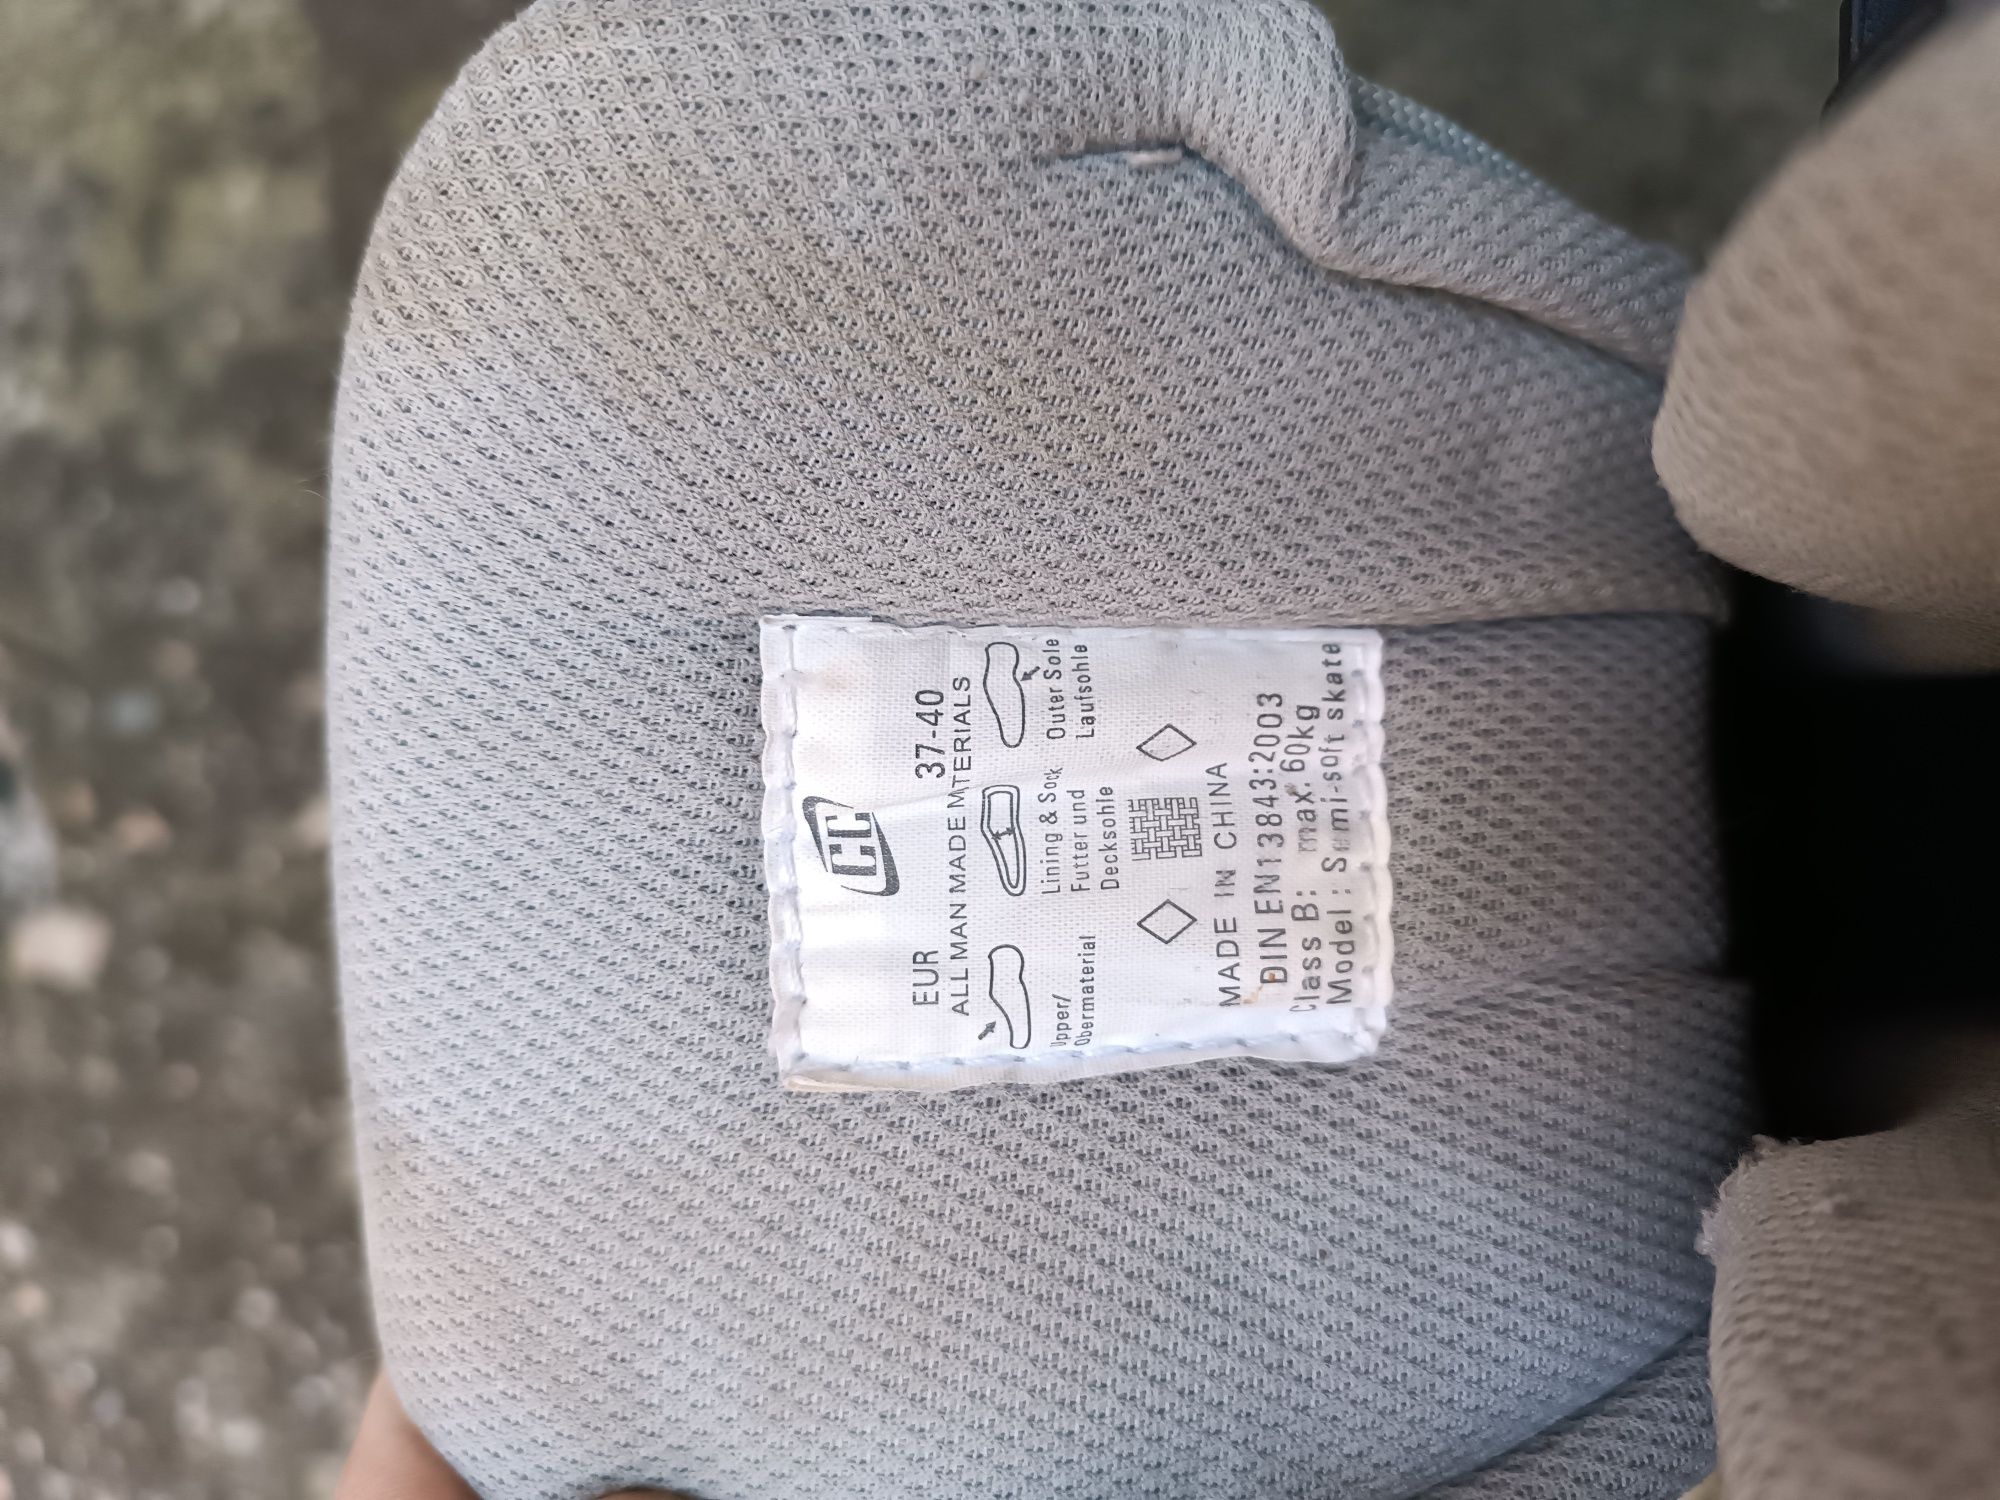 CC
EUR 37-40
ALL MAN MADE MATERIALS
Upper/
Obermaterial
Lining & Sock
Futter und
Decksohle
Outer Sole
Laufsohle
MADE IN CHINA
DIN EN13843:2003
Class B: max. 60kg
Model : Semi-soft skate